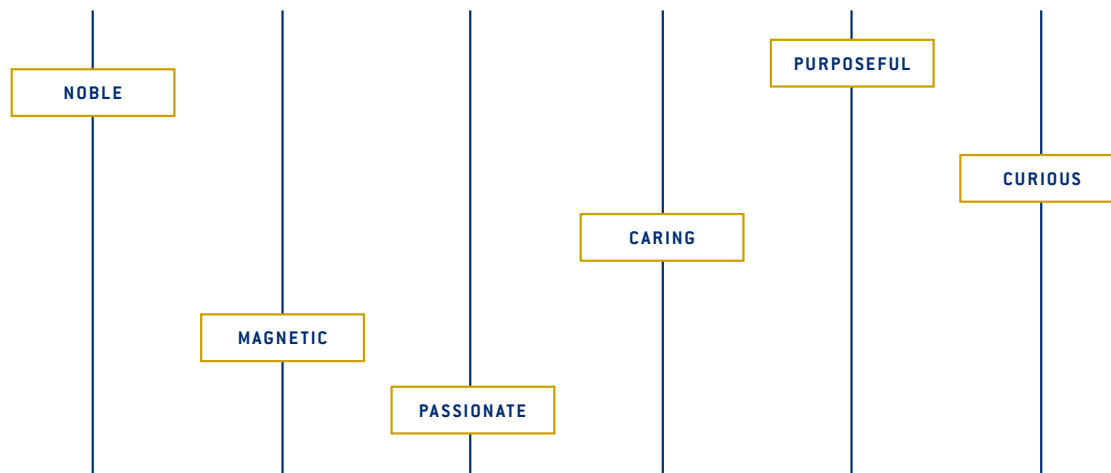 NOBLE
MAGNETIC
PASSIONATE
CARING
PURPOSEFUL
CURIOUS